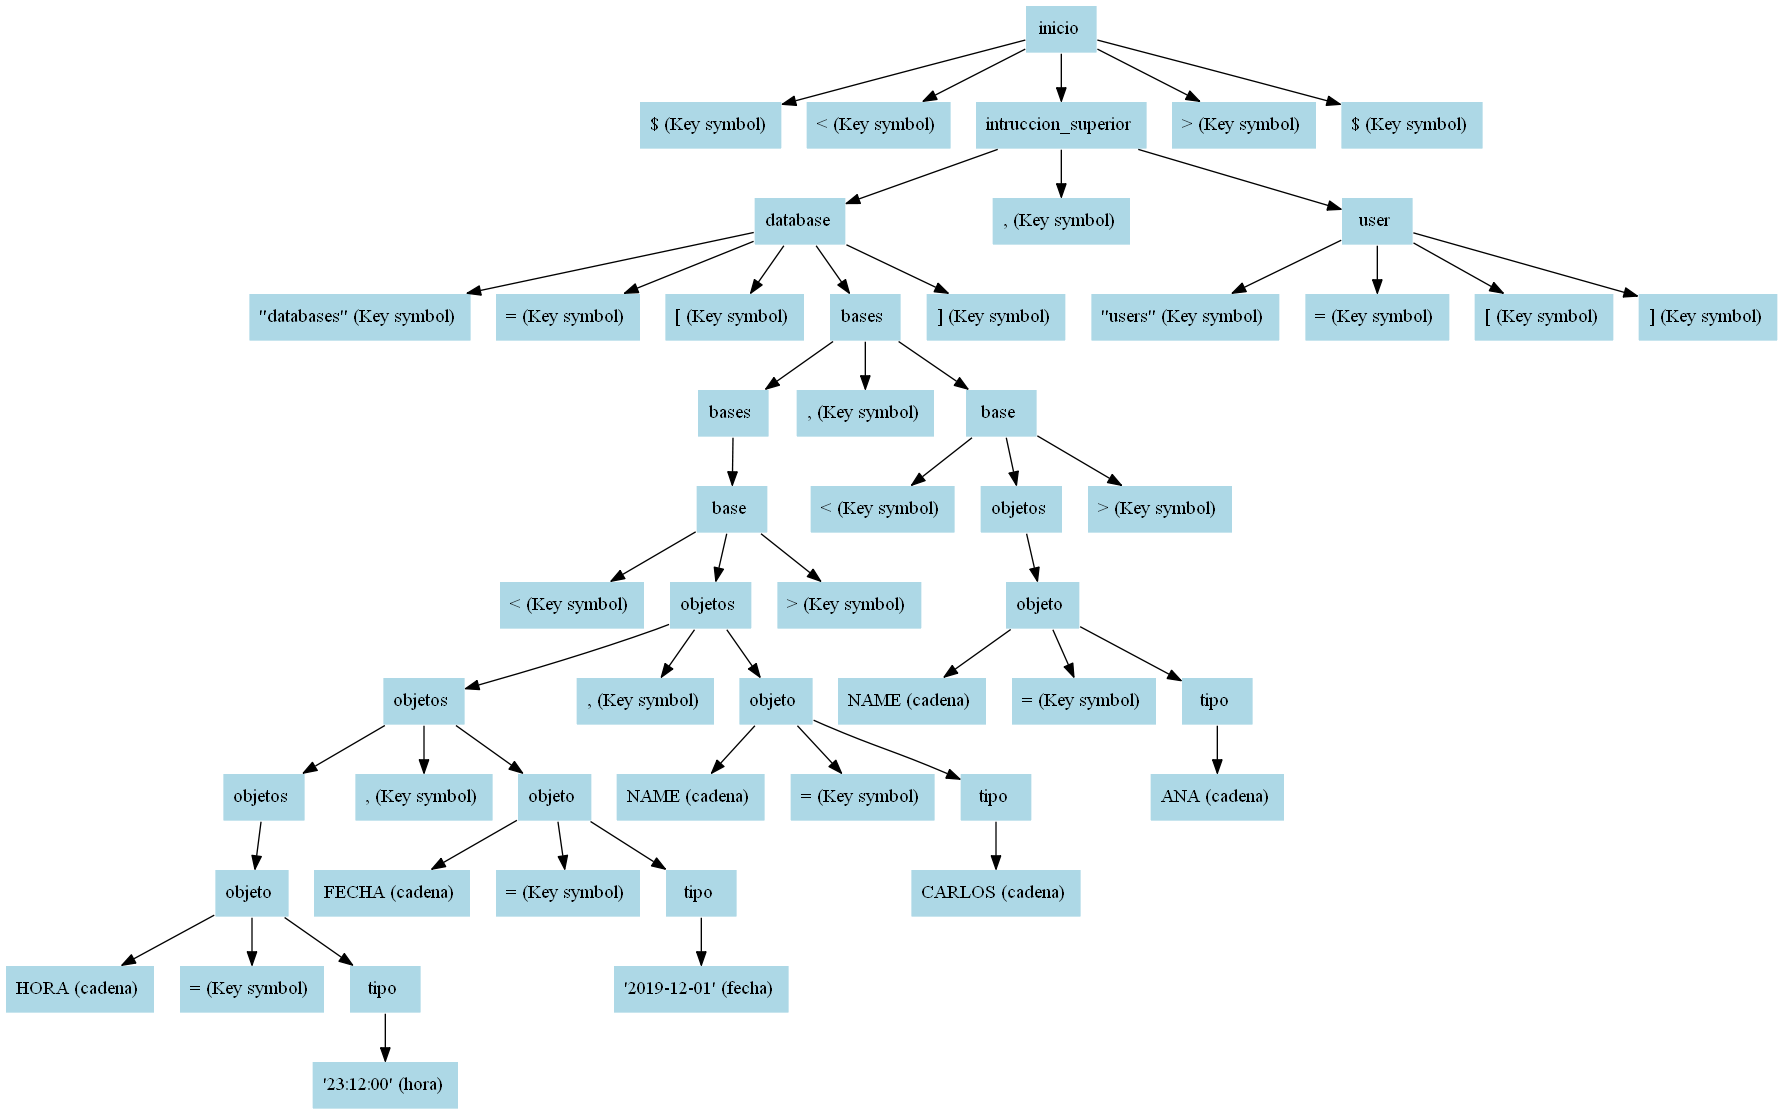 inicio
$ (Key symbol)
< (Key symbol)
intruccion_superior
> (Key symbol)
$ (Key symbol)
database
, (Key symbol)
user
"databases" (Key symbol)
= (Key symbol)
[ (Key symbol)
bases
] (Key symbol)
"users" (Key symbol)
= (Key symbol)
[ (Key symbol)
] (Key symbol)
bases
, (Key symbol)
base
base
< (Key symbol)
objetos
> (Key symbol)
< (Key symbol)
objetos
> (Key symbol)
objeto
objetos
, (Key symbol)
objeto
NAME (cadena)
= (Key symbol)
tipo
objetos
, (Key symbol)
objeto
NAME (cadena)
= (Key symbol)
tipo
ANA (cadena)
objeto
FECHA (cadena)
= (Key symbol)
tipo
CARLOS (cadena)
HORA (cadena)
= (Key symbol)
tipo
'2019-12-01' (fecha)
'23:12:00' (hora)